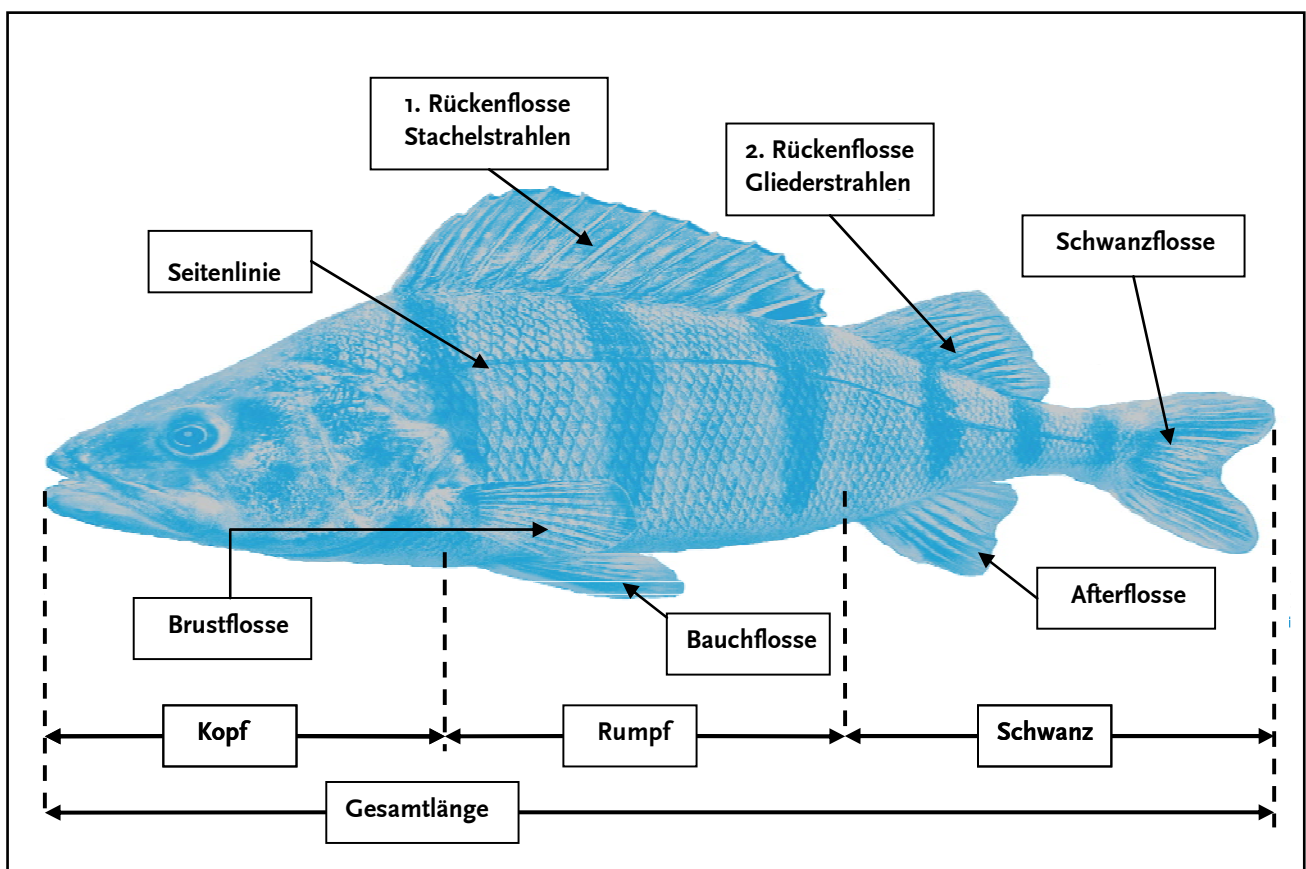 1. Rückenflosse
Stachelstrahlen
2. Rückenflosse
Gliederstrahlen
Schwanzflosse
Seitenlinie
Afterflosse
i
Brustflosse
Bauchflosse
Kopf
Rumpf
Schwanz
Gesamtlänge